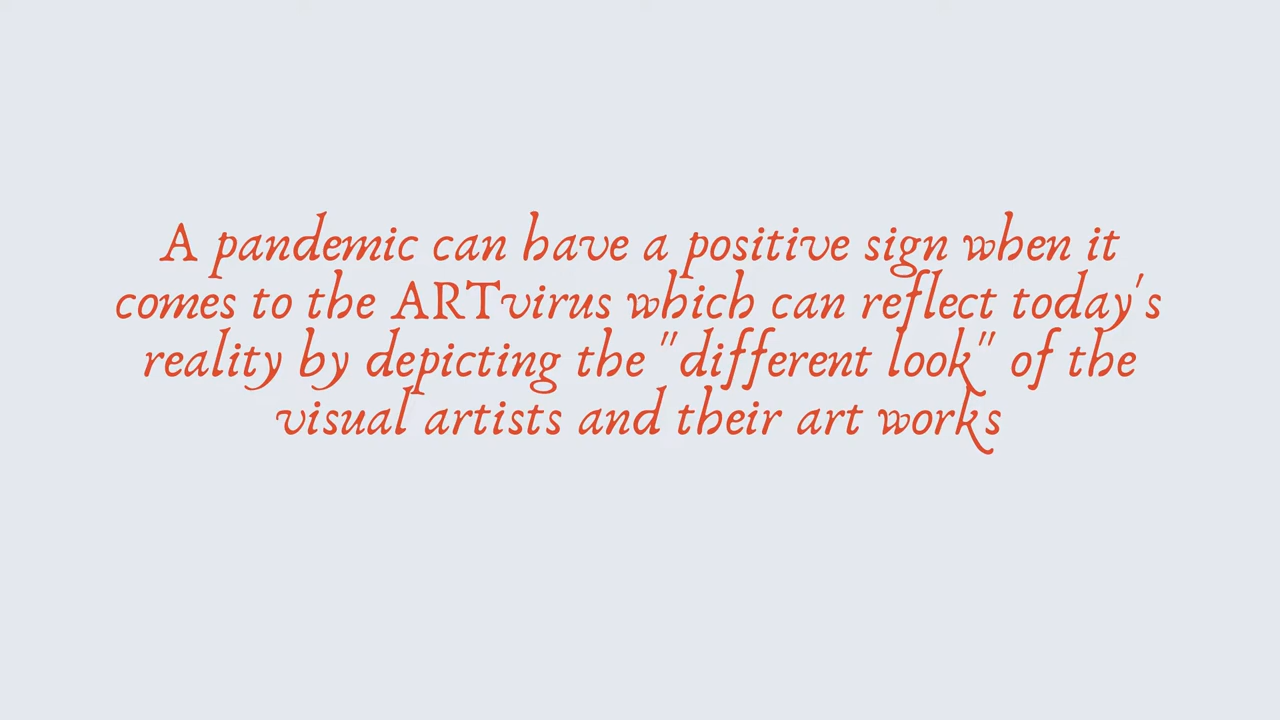 A pandemic can have a positive sign when it
comes to the ARTvirus which can reflect today's
reality by depicting the "different look" of the
visual artists and their art works